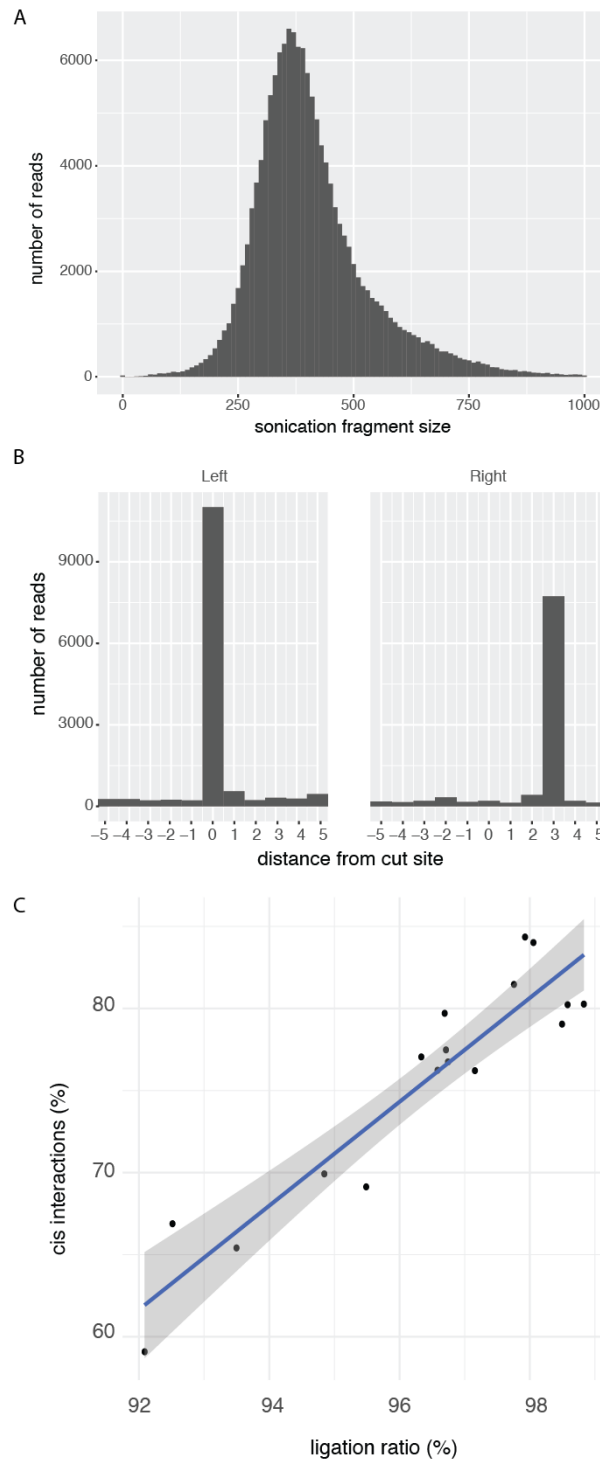 A
6000
4000
2000
0
number of reads
0 250 500 750 1000
sonication fragment size
B
Left Right
9000
6000
3000
0
number of reads
−5 −4 −3 −2 −1 0 1 2 3 4 5 −5 −4 −3 −2 −1 0 1 2 3 4 5
distance from cut site
C
80
70
60
cis interactions (%)
92 94 96 98
ligation ratio (%)